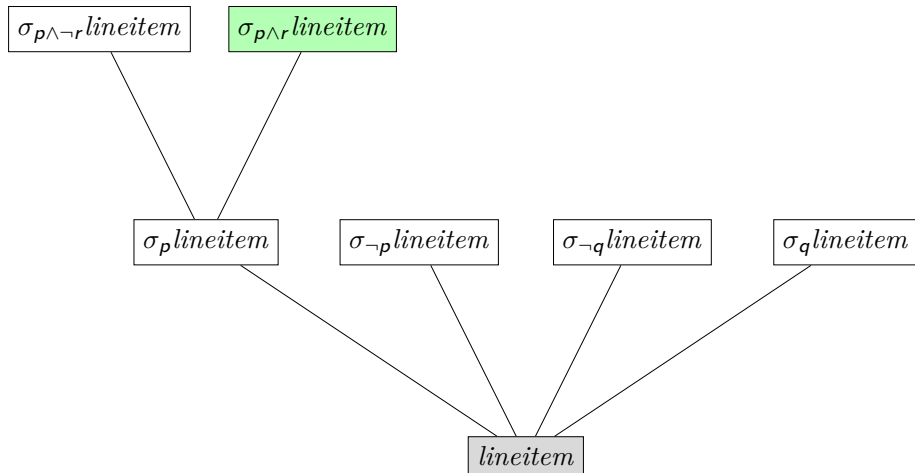 σp∧¬r lineitem
σp∧r lineitem
σp lineitem
σ¬p lineitem
σ¬q lineitem
σq lineitem
lineitem